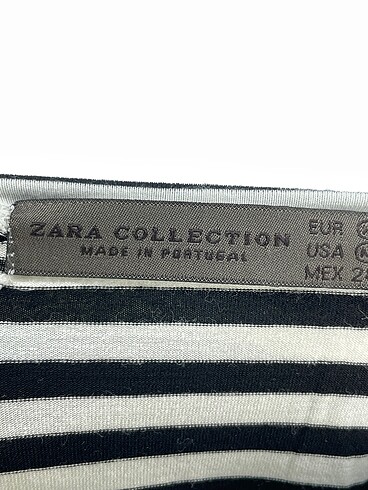 ZARA COLLECTION
MADE IN PORTUGAL
EUR
USA
MEX